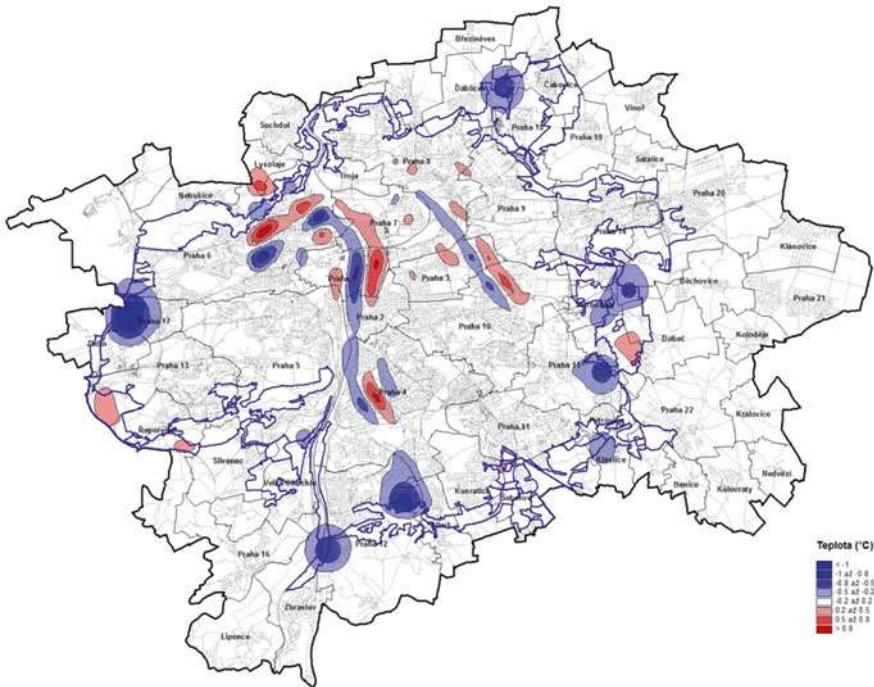 Březiněves
Ďáblice
Čakovice
Vinoř
Suchdol
Praha 18
Praha 19
Satalice
Lysolaje
Praha 8
Troja
Nebušice
Praha 20
Praha 7
Praha 9
Klánovice
Praha 6
Praha 14
Praha 3
Běchovice
Praha 21
Praha 17
Praha 2
Praha 10
Koloděje
Dubeč
Praha 13
Praha 5
Praha 15
Praha 4
Praha 22
Královice
Praha 11
Řeporyje
Slivenec
Nedvězí
Kunratice
Benice
Kolovraty
Praha 12
Praha 16
Zbraslav
Lipence
Teplota (°C)
< -1
-1 až -0.8
-0.8 až -0.5
-0.5 až -0.2
-0.2 až 0.2
0.2 až 0.5
0.5 až 0.8
> 0.8